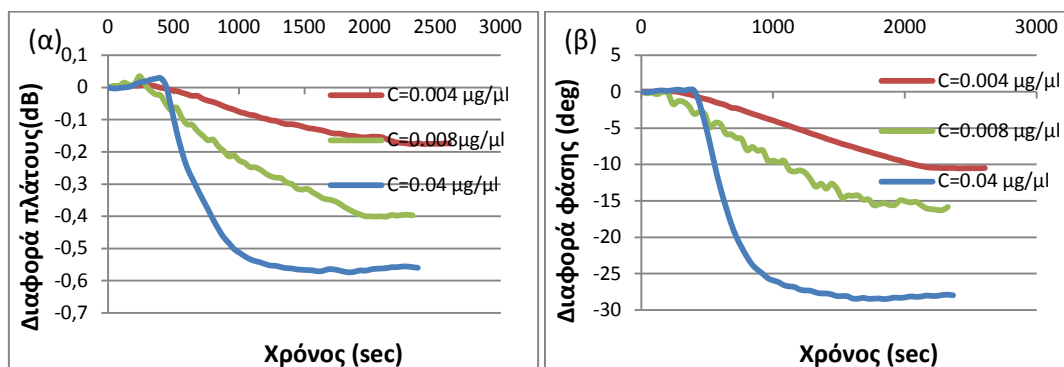 (α)
0 500 1000 1500 2000 2500 3000
0,1
0
-0,1
-0,2
-0,3
-0,4
-0,5
-0,6
-0,7
Διαφορά πλάτους(dB)
C=0.004 μg/μl
C=0.008μg/μl
C=0.04 μg/μl
Χρόνος (sec)
(β)
0 1000 2000 3000
5
0
-5
-10
-15
-20
-25
-30
Διαφορά φάσης (deg)
C=0.004 μg/μl
C=0.008 μg/μl
C=0.04 μg/μl
Χρόνος (sec)